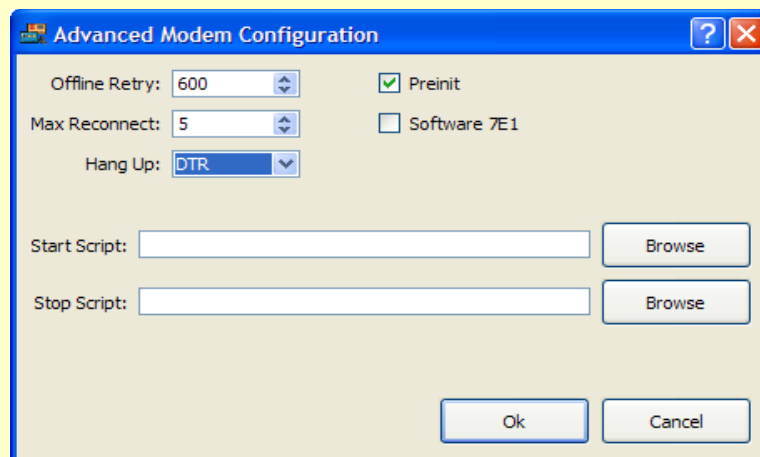 Advanced Modem Configuration
Offline Retry: 600 Preinit
Max Reconnect: 5 Software 7E1
Hang Up: DTR
Start Script: Browse
Stop Script: Browse
Ok Cancel